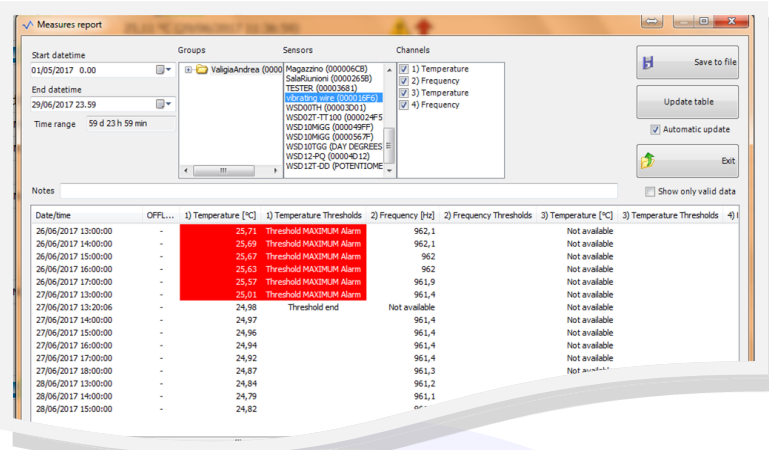 Measures report
Start datetime
01/05/2017 0.00
End datetime
29/06/2017 23.59
Time range 59 d 23 h 59 min
Groups
ValigiaAndrea (0000
Sensors
Magazzino (000006CB)
SalaRiunioni (0000265B)
TESTER (00003681)
vibrating wire (000016F6)
WSD00TH (00003D01)
WSD02T-TT100 (000024F5
WSD10MiGG (000049FF)
WSD10MiGG (0000567F)
WSD10TGG (DAY DEGREES
WSD12-PQ (00004D12)
WSD12T-DD (POTENTIOME
Channels
1) Temperature
2) Frequency
3) Temperature
4) Frequency
Save to file
Update table
Automatic update
Exit
Notes
Show only valid data
Date/time OFFL... 1) Temperature [°C] 1) Temperature Thresholds 2) Frequency [Hz] 2) Frequency Thresholds 3) Temperature [°C] 3) Temperature Thresholds 4)
26/06/2017 13:00:00 - 25,71 Threshold MAXIMUM Alarm 962,1 Not available
26/06/2017 14:00:00 - 25,69 Threshold MAXIMUM Alarm 962,1 Not available
26/06/2017 15:00:00 - 25,67 Threshold MAXIMUM Alarm 962 Not available
26/06/2017 16:00:00 - 25,63 Threshold MAXIMUM Alarm 962 Not available
26/06/2017 17:00:00 - 25,57 Threshold MAXIMUM Alarm 961,9 Not available
27/06/2017 13:00:00 - 25,01 Threshold MAXIMUM Alarm 961,4 Not available
27/06/2017 13:20:06 - 24,98 Threshold end Not available Not available
27/06/2017 14:00:00 - 24,97 961,4 Not available
27/06/2017 15:00:00 - 24,96 961,4 Not available
27/06/2017 16:00:00 - 24,94 961,4 Not available
27/06/2017 17:00:00 - 24,92 961,4 Not available
27/06/2017 18:00:00 - 24,87 961,3 Not available
28/06/2017 13:00:00 - 24,84 961,2
28/06/2017 14:00:00 - 24,79 961,1
28/06/2017 15:00:00 - 24,82